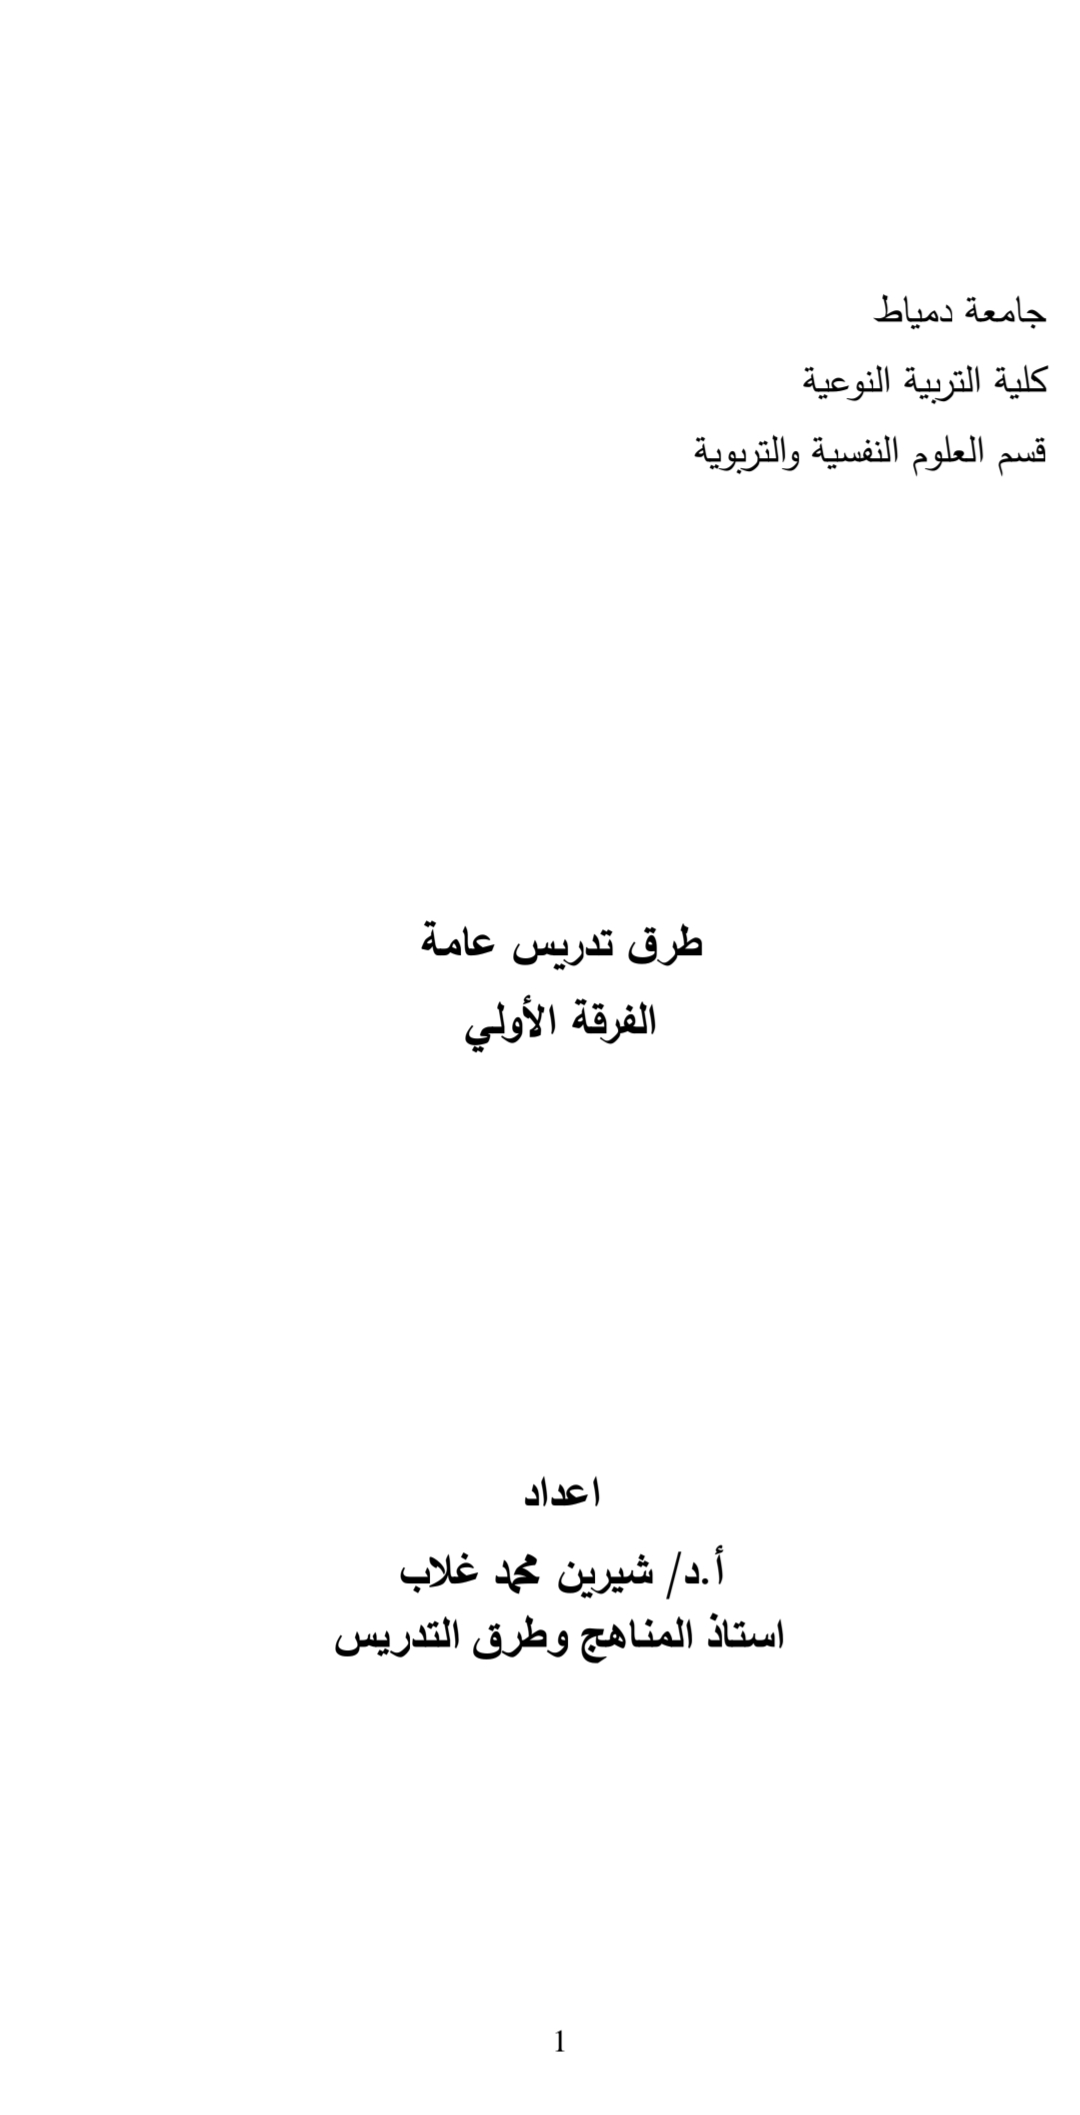 جامعة دمياط
كلية التربية النوعية
قسم العلوم النفسية والتربوية
طرق تدريس عامة
الفرقة الأولي
اعداد
أ.د/ شيرين محمد غلاب
استاذ المناهج وطرق التدريس
1